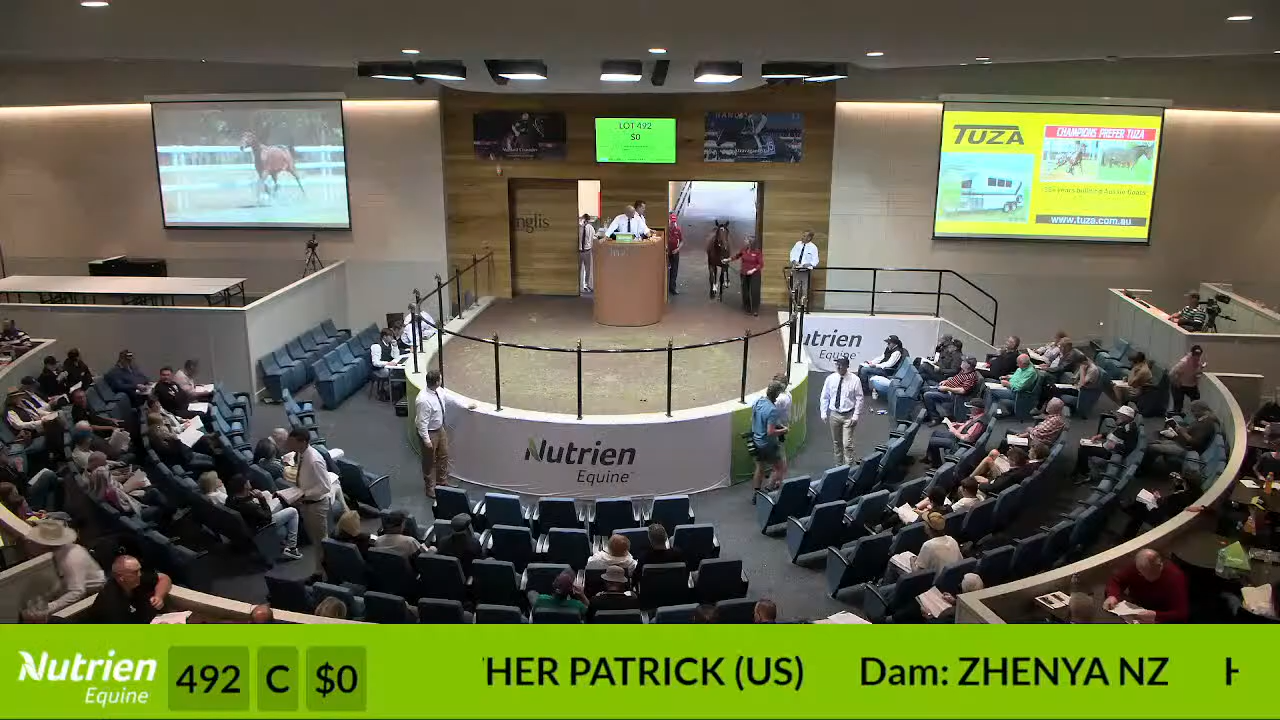 LOT 492
$0
TUZA
CHAMPIONS PREFER TUZA
www.tuza.com.au
nglis
utrien
Equine
Nutrien
Equine
Nutrien
Equine
492
C
$0
HER PATRICK (US)
Dam: ZHENYA NZ